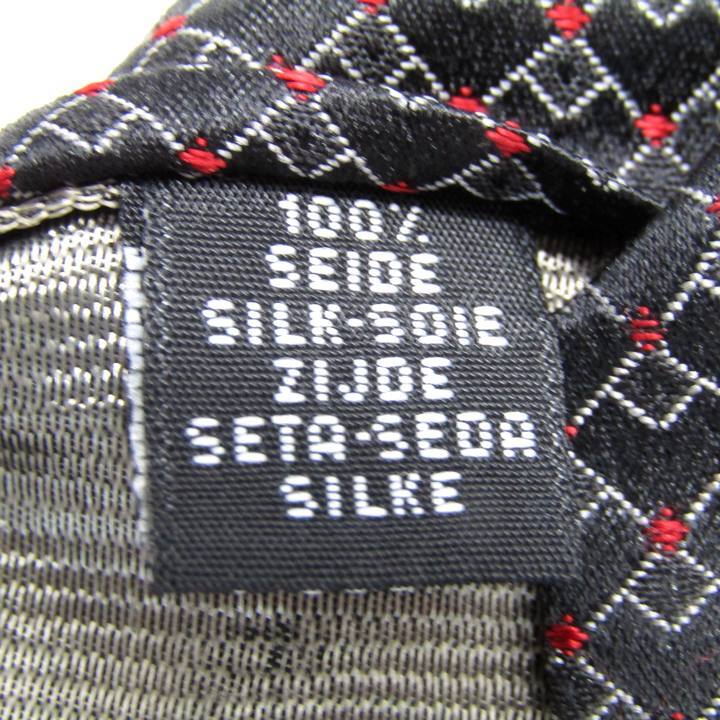 100%
SEIDE
SILK-SOIE
ZIJDE
SETA-SEDA
SILKE